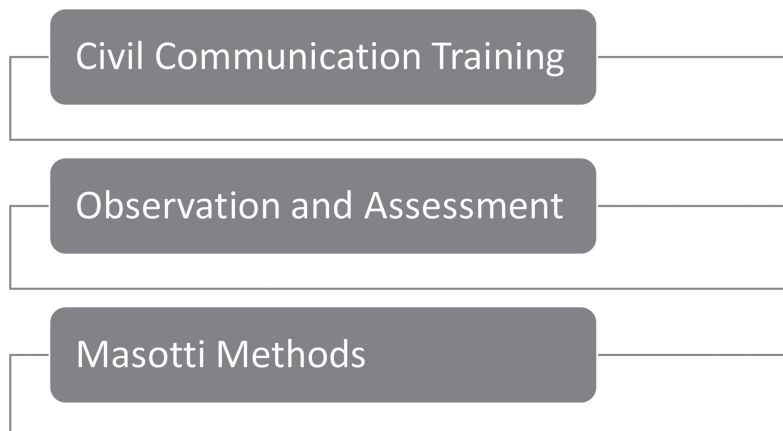 Civil Communication Training
Observation and Assessment
Masotti Methods